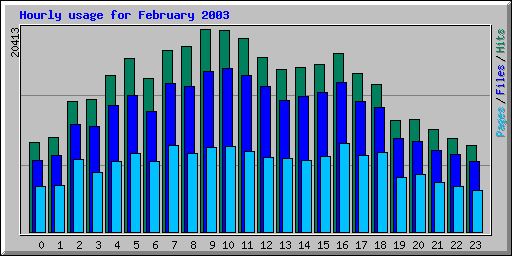 Hourly usage for February 2003
20413
Pages / Files / Hits
0 1 2 3 4 5 6 7 8 9 10 11 12 13 14 15 16 17 18 19 20 21 22 23